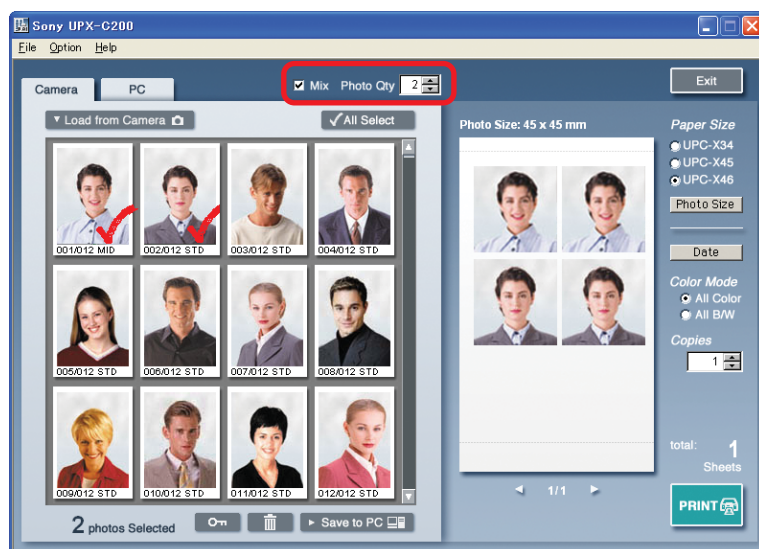 Sony UPX-C200
File Option Help
Mix Photo Qty 2
Exit
Camera PC
Load from Camera All Select
Photo Size: 45 x 45 mm
Paper Size
UPC-X34
UPC-X45
UPC-X46
Photo Size
Date
Color Mode
All Color
All B/W
Copies
1
001/012 MID 002/012 STD 003/012 STD 004/012 STD
005/012 STD 006/012 STD 007/012 STD 008/012 STD
009/012 STD 010/012 STD 011/012 STD 012/012 STD
total: 1
Sheets
1/1
PRINT
2 photos Selected Save to PC